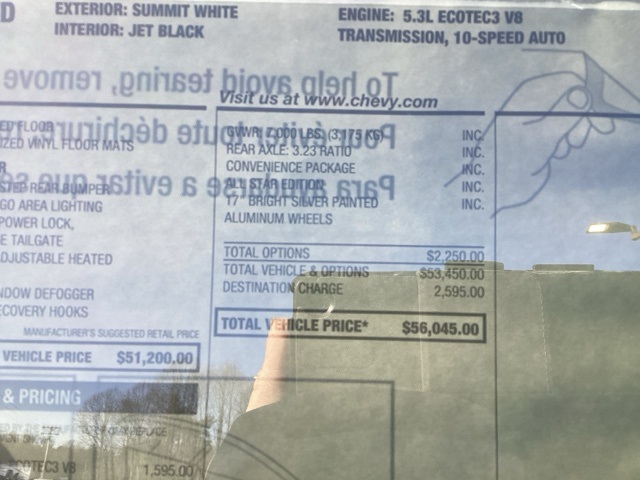 D EXTERIOR: SUMMIT WHITE
INTERIOR: JET BLACK
ENGINE: 5.3L ECOTEC3 V8
TRANSMISSION, 10-SPEED AUTO
To help avoid tearing, remove
Visit us at www.chevy.com
ED FLOOR
IZED VINYL FLOOR MATS
R
STEP REAR BUMPER
GO AREA LIGHTING
POWER LOCK,
E TAILGATE
DJUSTABLE HEATED
NDOW DEFOGGER
ECOVERY HOOKS
MANUFACTURER'S SUGGESTED RETAIL PRICE
VEHICLE PRICE $51,200.00
& PRICING
ECOTEC3 V8 1,595.00
Pour éviter toute déchirure
Para ayudar a evitar que se
GVWR: 7,000 LBS. (3,175 KG) INC.
REAR AXLE: 3.23 RATIO INC.
CONVENIENCE PACKAGE INC.
ALL STAR EDITION INC.
17" BRIGHT SILVER PAINTED INC.
ALUMINUM WHEELS
TOTAL OPTIONS $2,250.00
TOTAL VEHICLE & OPTIONS $53,450.00
DESTINATION CHARGE 2,595.00
TOTAL VEHICLE PRICE* $56,045.00